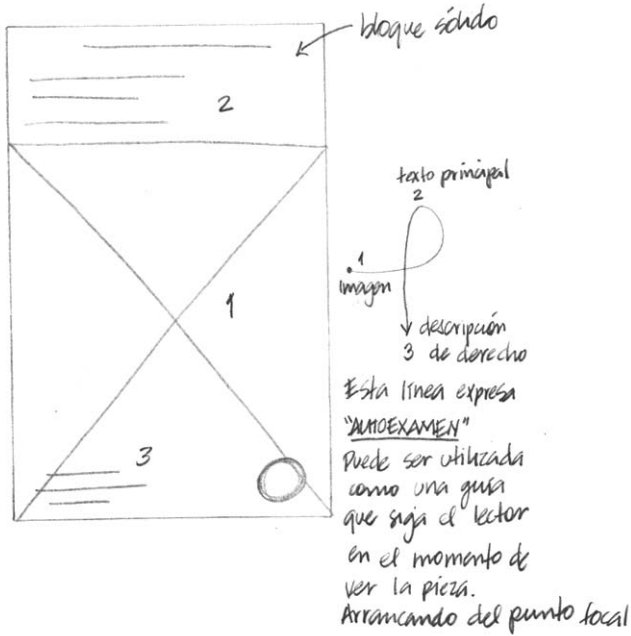 bloque sólido
2
1
3
texto principal
2
1
imagen
descripción
3 de derecho
Esta línea expresa
"AUTOEXAMEN"
Puede ser utilizada
como una guía
que siga el lector
en el momento de
ver la pieza.
Arrancando del punto focal